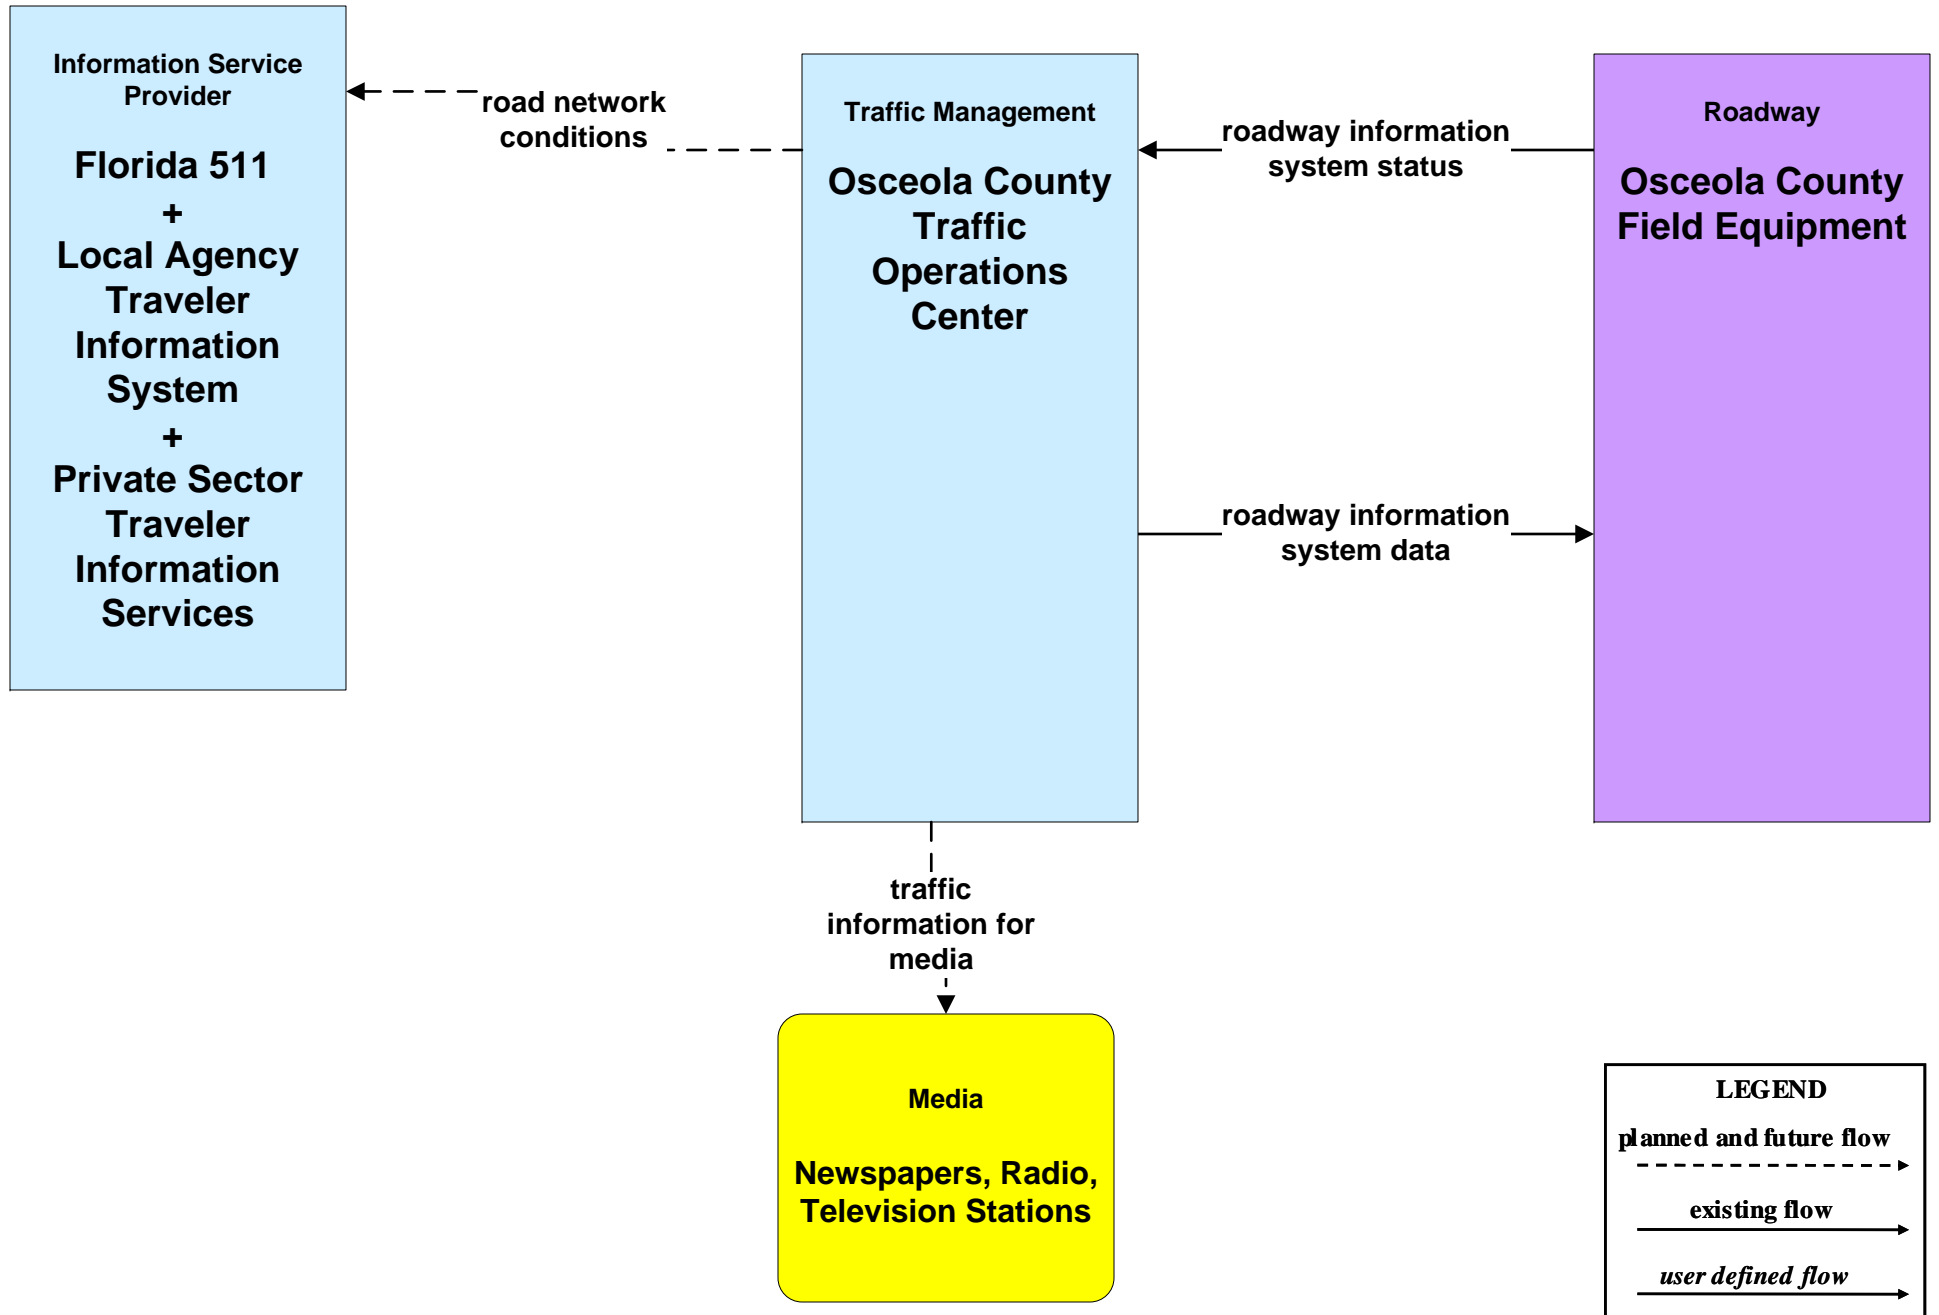 Information Service
Provider
Florida 511
+
Local Agency
Traveler
Information
System
+
Private Sector
Traveler
Information
Services
road network
conditions
Traffic Management
Osceola County
Traffic
Operations
Center
roadway information
system status
roadway information
system data
Roadway
Osceola County
Field Equipment
traffic
information for
media
Media
Newspapers, Radio,
Television Stations
LEGEND
planned and future flow
existing flow
user defined flow